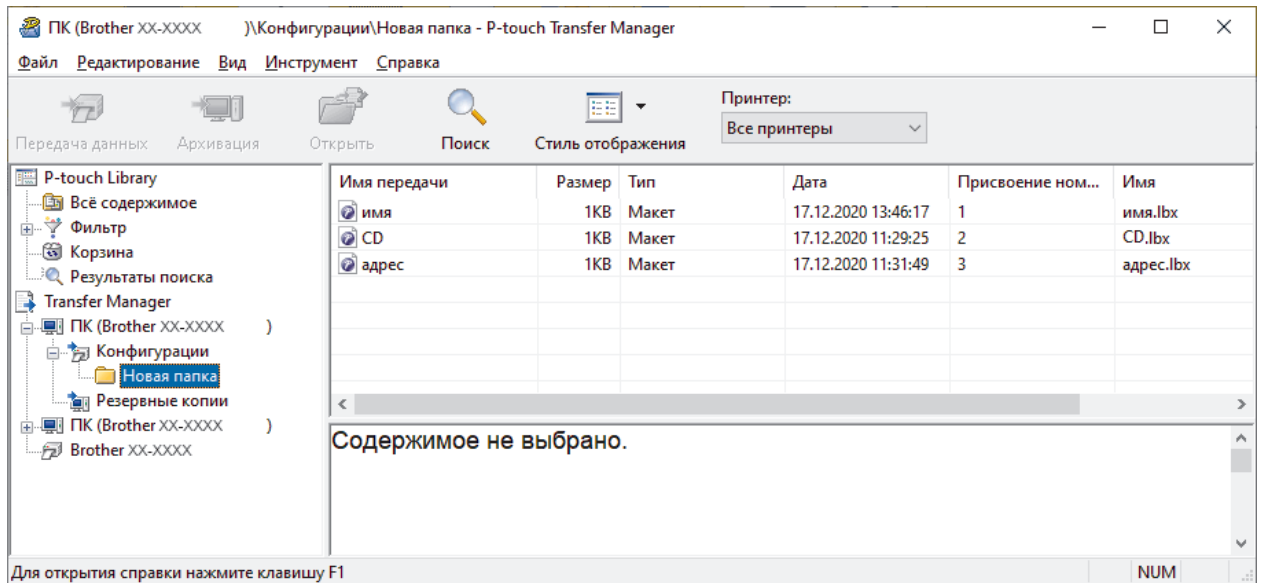 ПК (Brother XX-XXXX )\Конфигурации\Новая папка - P-touch Transfer Manager
Файл Редактирование Вид Инструмент Справка
Передача данных Архивация Открыть Поиск Стиль отображения
Принтер:
Все принтеры
P-touch Library
Всё содержимое
Фильтр
Корзина
Результаты поиска
Transfer Manager
ПК (Brother XX-XXXX )
Конфигурации
Новая папка
Резервные копии
ПК (Brother XX-XXXX )
Brother XX-XXXX
Имя передачи Размер Тип Дата Присвоение ном... Имя
имя 1KB Макет 17.12.2020 13:46:17 1 имя.lbx
CD 1KB Макет 17.12.2020 11:29:25 2 CD.lbx
адрес 1KB Макет 17.12.2020 11:31:49 3 адрес.lbx
Содержимое не выбрано.
Для открытия справки нажмите клавишу F1
NUM